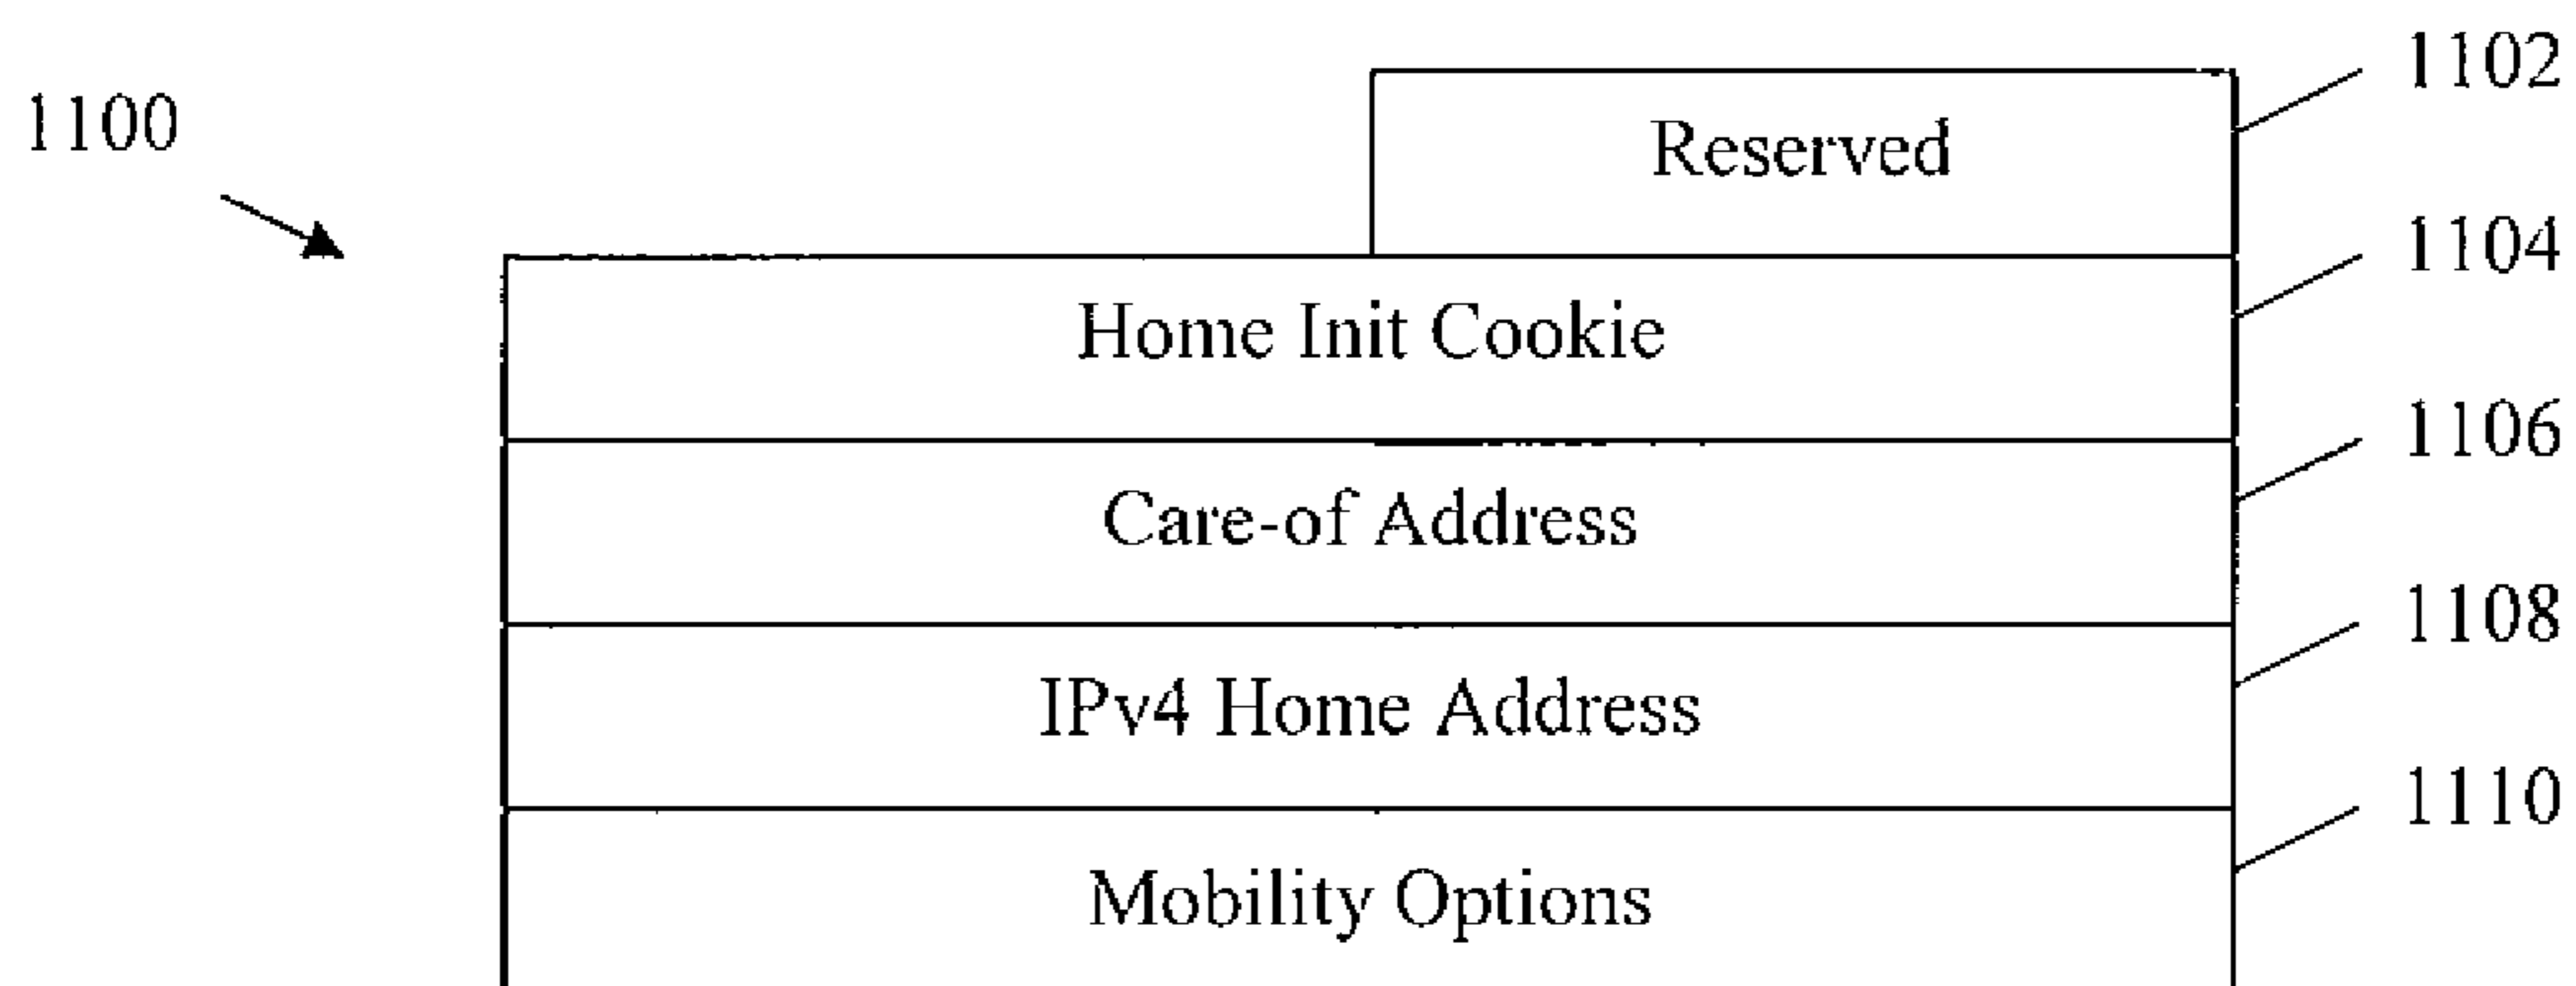 1100
Reserved
1102
Home Init Cookie
1104
Care-of Address
1106
IPv4 Home Address
1108
Mobility Options
1110